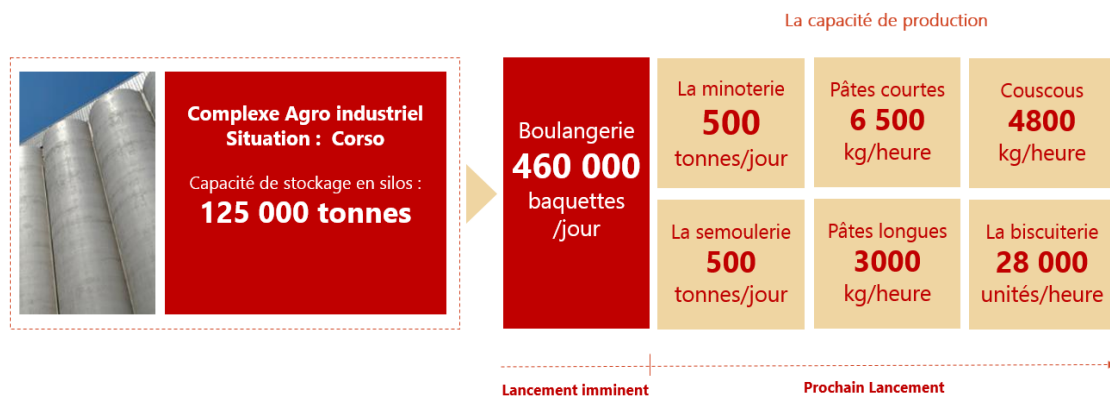 La capacité de production
Complexe Agro industriel
Situation : Corso
Capacité de stockage en silos :
125 000 tonnes
Boulangerie
460 000
baquettes
/jour
La minoterie
500
tonnes/jour
Pâtes courtes
6 500
kg/heure
Couscous
4800
kg/heure
La semoulerie
500
tonnes/jour
Pâtes longues
3000
kg/heure
La biscuiterie
28 000
unités/heure
Lancement imminent
Prochain Lancement